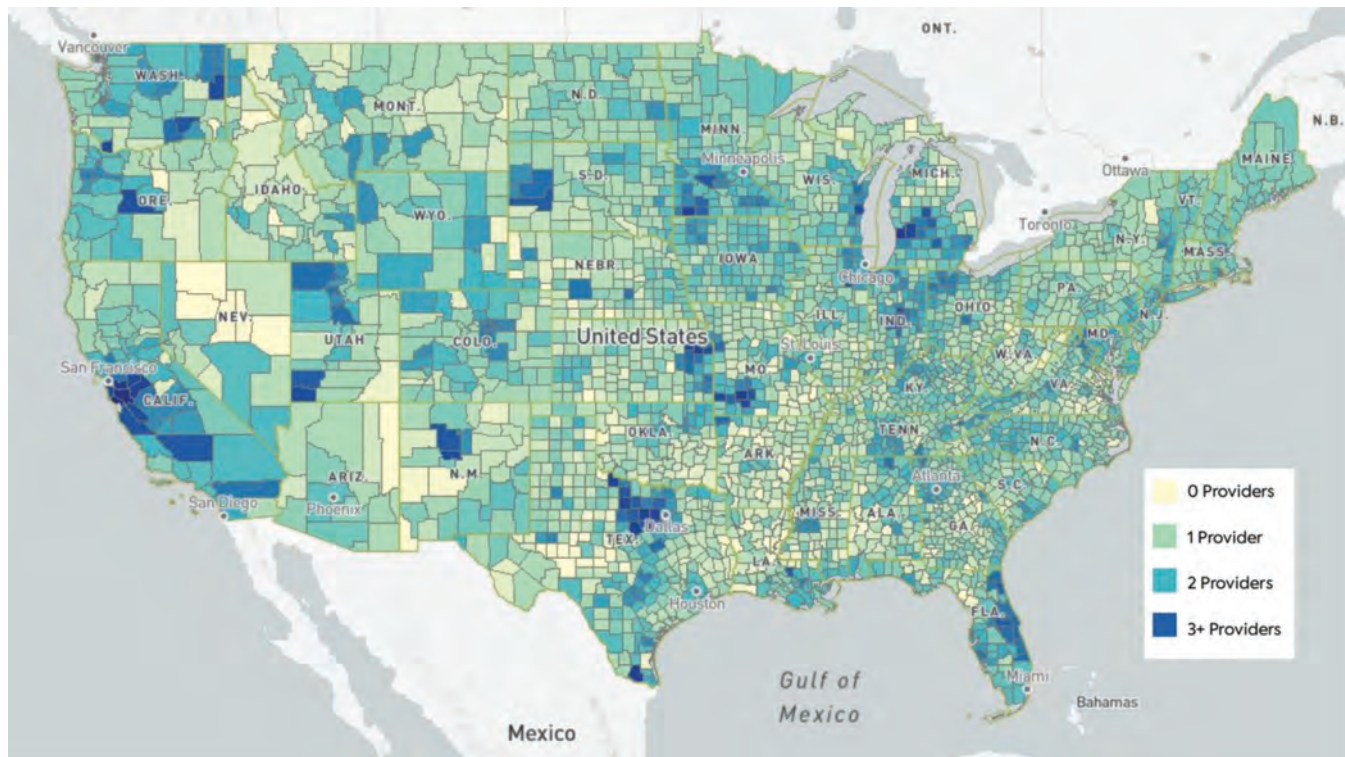 ONT.
Vancouver
WASH.
MONT.
N.D.
MINN.
Minneapolis
N.B.
Ottawa
MAINE
ORE.
IDAHO
S.D.
WIS.
MICH.
VT.
WYO.
Toronto
N.Y.
MASS.
IOWA
Chicago
NEBR.
PA.
NEV.
UTAH
COLO.
United States
ILL.
IND.
OHIO
N.J.
MD.
San Francisco
CALIF.
St. Louis
MO.
W.VA.
VA.
KY.
OKLA.
TENN.
N.C.
ARIZ.
N.M.
ARK.
Atlanta
S.C.
San Diego
Phoenix
Dallas
MISS.
ALA.
GA.
TEX.
LA.
Houston
FLA.
Miami
Gulf of
Mexico
Bahamas
Mexico
0 Providers
1 Provider
2 Providers
3+ Providers